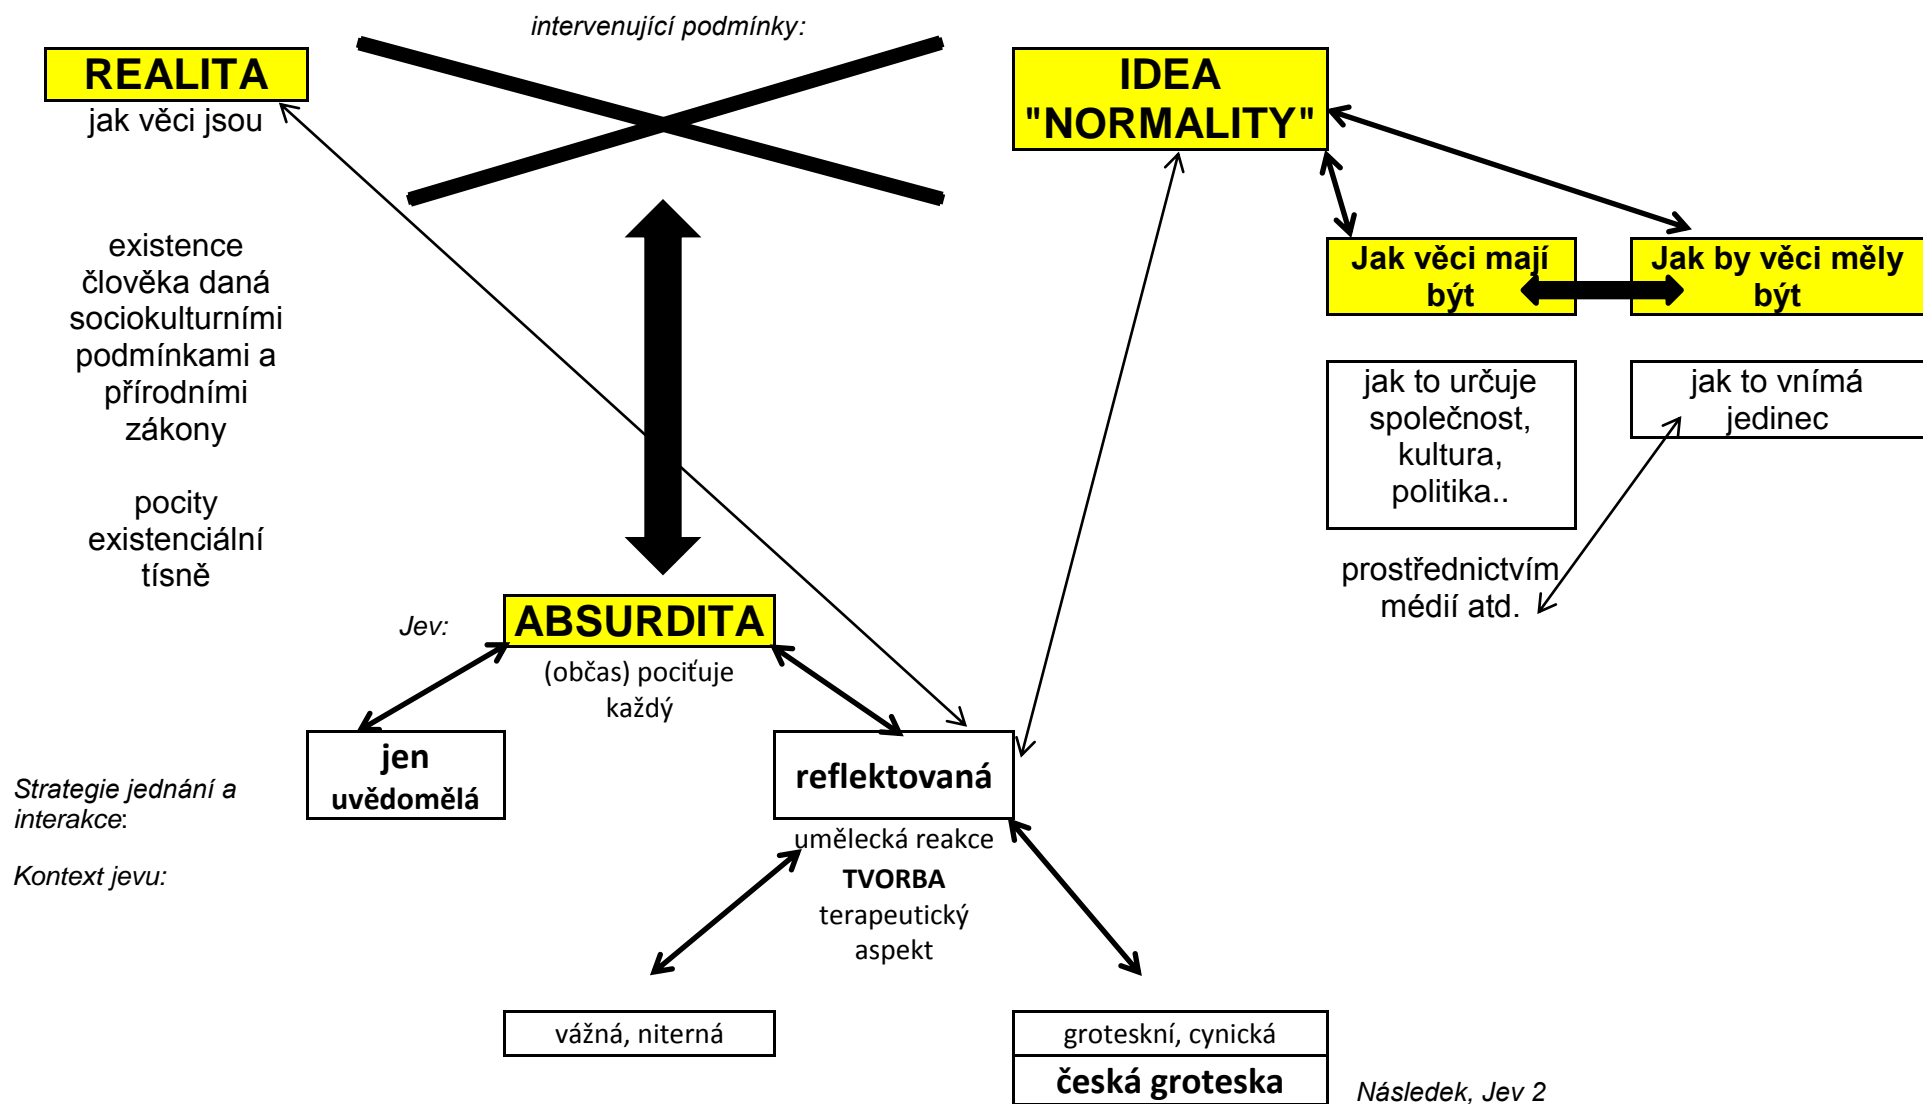 intervenující podmínky:
REALITA
jak věci jsou
IDEA
"NORMALITY"
existence
člověka daná
sociokulturními
podmínkami a
přírodními
zákony
pocity
existenciální
tísně
Jak věci mají
být
Jak by věci měly
být
jak to určuje
společnost,
kultura,
politika..
jak to vnímá
jedinec
prostřednictvím
médií atd.
Jev:
ABSURDITA
(občas) pociťuje
každý
jen
uvědomělá
reflektovaná
Strategie jednání a
interakce:
Kontext jevu:
umělecká reakce
TVORBA
terapeutický
aspekt
vážná, niterná
groteskní, cynická
česká groteska
Následek, Jev 2